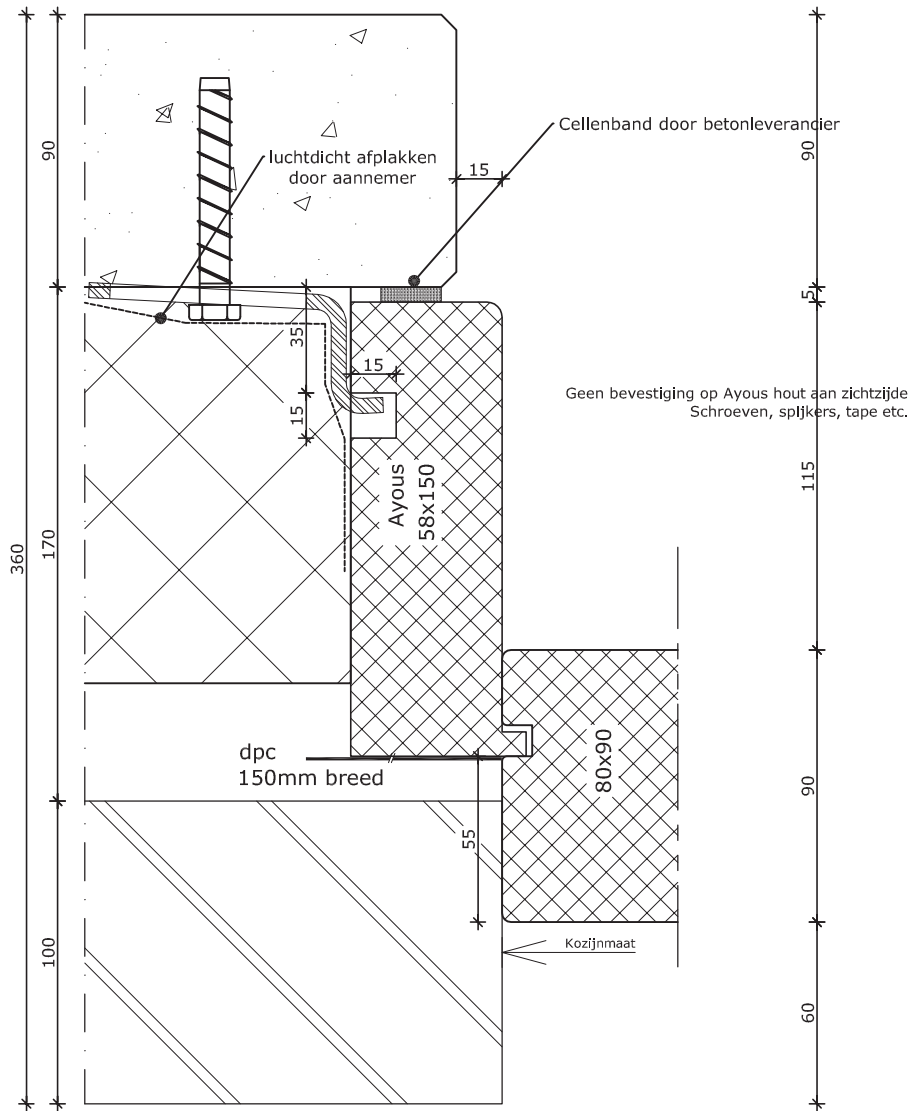 Cellenband door betonleverancier
luchtdicht afplakken
door aannemer
15
90
90
5
35
15
15
Geen bevestiging op Ayous hout aan zichtzijde
Schroeven, spijkers, tape etc.
Ayous
58x150
115
360
170
dpc
150mm breed
80x90
55
90
Kozijnmaat
100
60